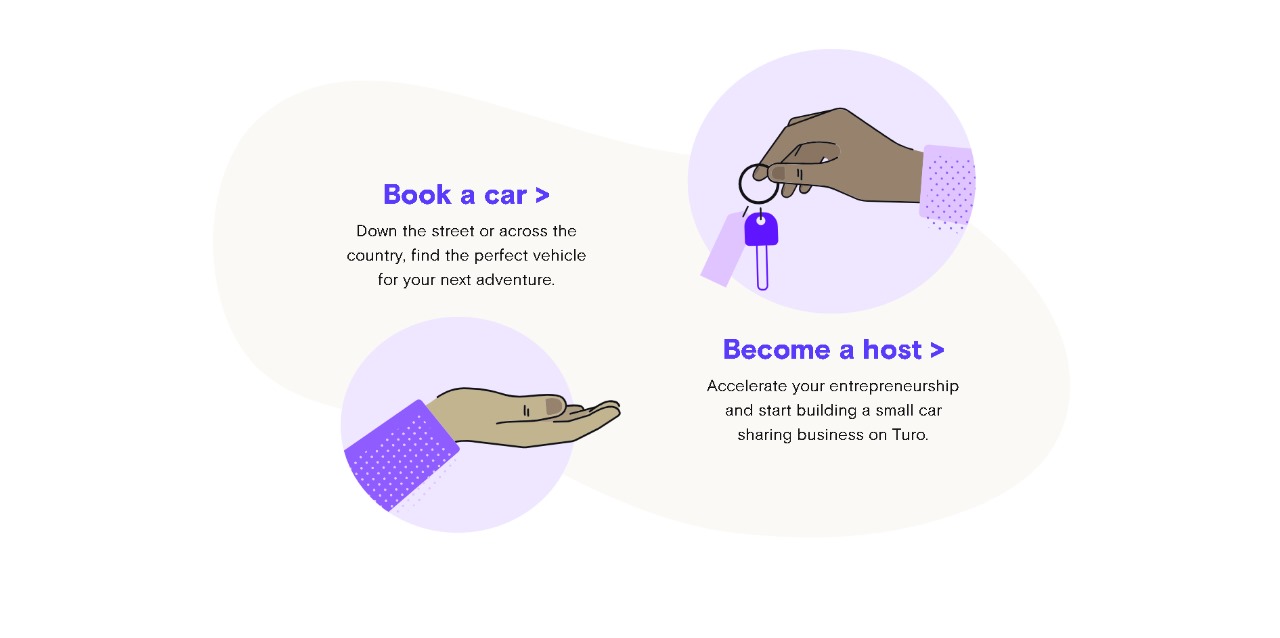 Book a car >
Down the street or across the
country, find the perfect vehicle
for your next adventure.
Become a host >
Accelerate your entrepreneurship
and start building a small car
sharing business on Turo.